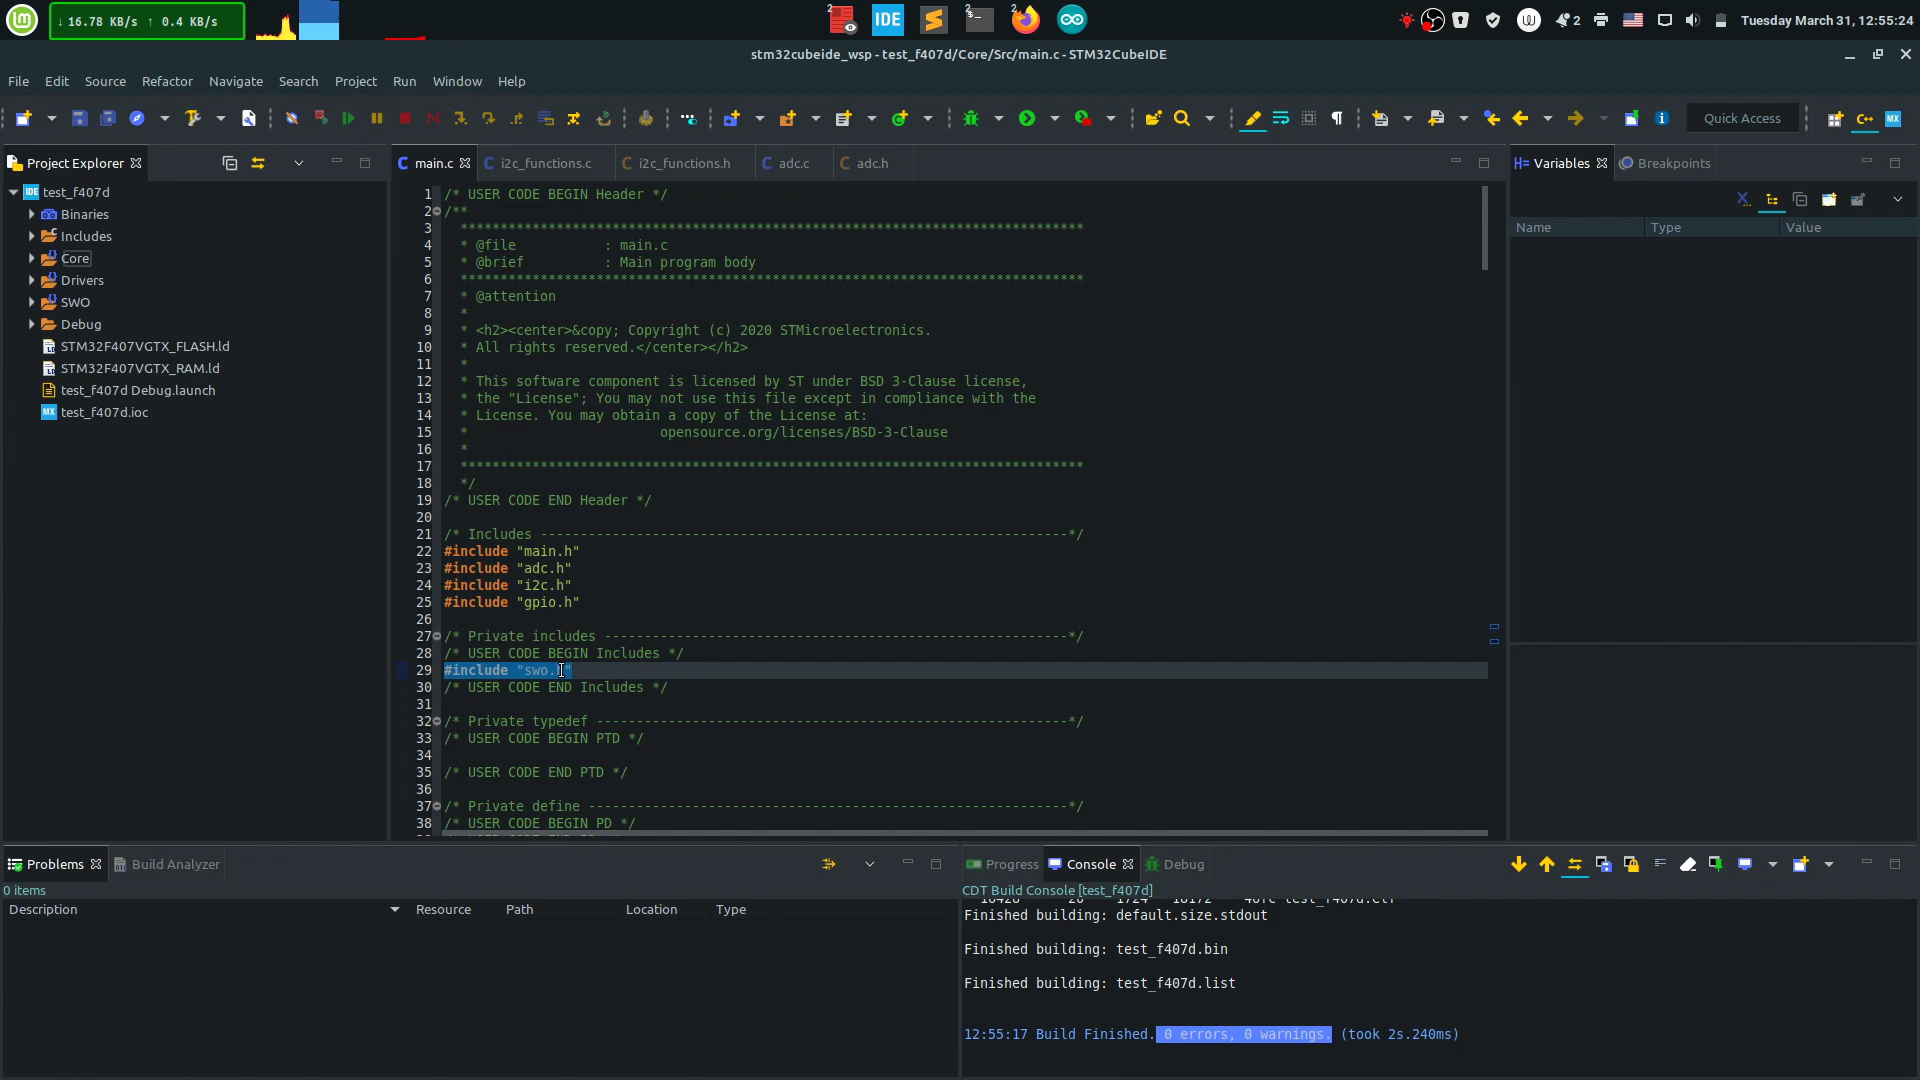 ↓ 16.78 KB/s ↑ 0.4 KB/s
2
IDE
2
2
2
Tuesday March 31, 12:55:24
stm32cubeide_wsp - test_f407d/Core/Src/main.c - STM32CubeIDE
File Edit Source Refactor Navigate Search Project Run Window Help
Quick Access
Project Explorer
main.c
i2c_functions.c
i2c_functions.h
adc.c
adc.h
Variables
Breakpoints
Name Type Value
test_f407d
Binaries
Includes
Core
Drivers
SWO
Debug
STM32F407VGTX_FLASH.ld
STM32F407VGTX_RAM.ld
test_f407d Debug.launch
test_f407d.ioc
1 /* USER CODE BEGIN Header */
2 /**
3 ******************************************************************************
4 * @file : main.c
5 * @brief : Main program body
6 ******************************************************************************
7 * @attention
8 *
9 * <h2><center>&copy; Copyright (c) 2020 STMicroelectronics.
10 * All rights reserved.</center></h2>
11 *
12 * This software component is licensed by ST under BSD 3-Clause license,
13 * the "License"; You may not use this file except in compliance with the
14 * License. You may obtain a copy of the License at:
15 * opensource.org/licenses/BSD-3-Clause
16 *
17 ******************************************************************************
18 */
19 /* USER CODE END Header */
20
21 /* Includes ------------------------------------------------------------------*/
22 #include "main.h"
23 #include "adc.h"
24 #include "i2c.h"
25 #include "gpio.h"
26
27 /* Private includes ----------------------------------------------------------*/
28 /* USER CODE BEGIN Includes */
29 #include "swo.h"
30 /* USER CODE END Includes */
31
32 /* Private typedef -----------------------------------------------------------*/
33 /* USER CODE BEGIN PTD */
34
35 /* USER CODE END PTD */
36
37 /* Private define ------------------------------------------------------------*/
38 /* USER CODE BEGIN PD */
Problems
Build Analyzer
0 items
Description Resource Path Location Type
Progress
Console
Debug
CDT Build Console [test_f407d]
Finished building: default.size.stdout
Finished building: test_f407d.bin
Finished building: test_f407d.list
12:55:17 Build Finished. 0 errors, 0 warnings. (took 2s.240ms)